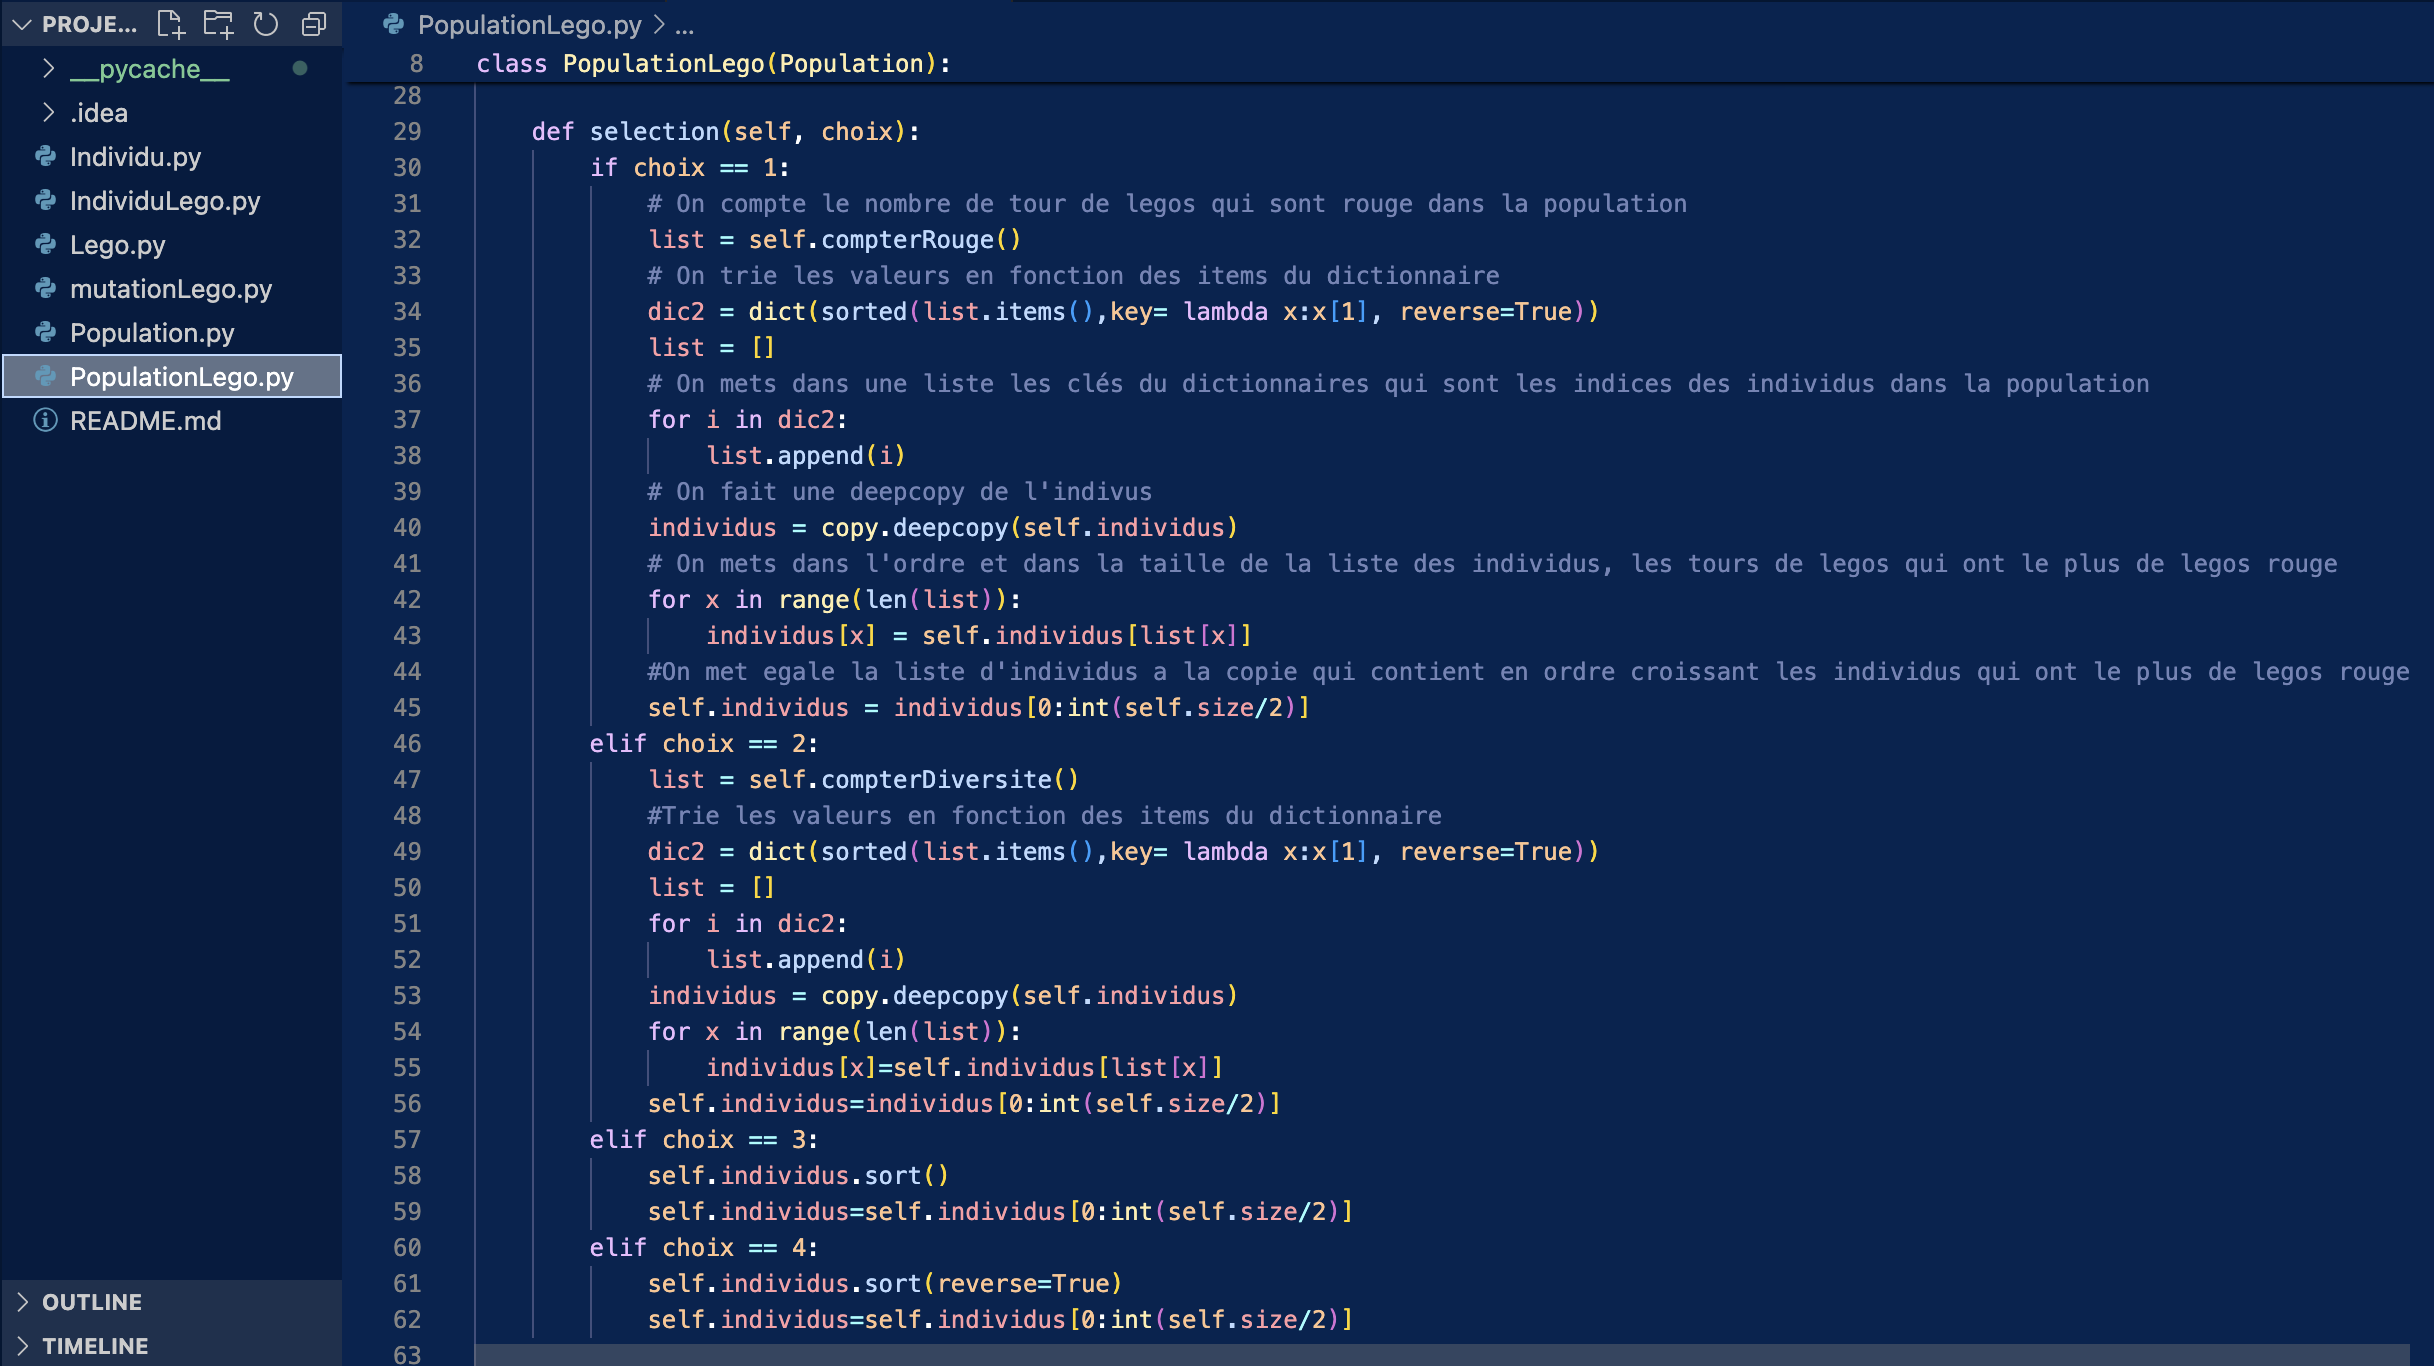 PROJE...
__pycache__
.idea
Individu.py
IndividuLego.py
Lego.py
mutationLego.py
Population.py
PopulationLego.py
README.md
OUTLINE
TIMELINE
PopulationLego.py > ...
8 class PopulationLego(Population):
28
29 def selection(self, choix):
30 if choix == 1:
31 # On compte le nombre de tour de legos qui sont rouge dans la population
32 list = self.compterRouge()
33 # On trie les valeurs en fonction des items du dictionnaire
34 dic2 = dict(sorted(list.items(),key= lambda x:x[1], reverse=True))
35 list = []
36 # On mets dans une liste les clés du dictionnaires qui sont les indices des individus dans la population
37 for i in dic2:
38 list.append(i)
39 # On fait une deepcopy de l'indivus
40 individus = copy.deepcopy(self.individus)
41 # On mets dans l'ordre et dans la taille de la liste des individus, les tours de legos qui ont le plus de legos rouge
42 for x in range(len(list)):
43 individus[x] = self.individus[list[x]]
44 #On met egale la liste d'individus a la copie qui contient en ordre croissant les individus qui ont le plus de legos rouge
45 self.individus = individus[0:int(self.size/2)]
46 elif choix == 2:
47 list = self.compterDiversite()
48 #Trie les valeurs en fonction des items du dictionnaire
49 dic2 = dict(sorted(list.items(),key= lambda x:x[1], reverse=True))
50 list = []
51 for i in dic2:
52 list.append(i)
53 individus = copy.deepcopy(self.individus)
54 for x in range(len(list)):
55 individus[x]=self.individus[list[x]]
56 self.individus=individus[0:int(self.size/2)]
57 elif choix == 3:
58 self.individus.sort()
59 self.individus=self.individus[0:int(self.size/2)]
60 elif choix == 4:
61 self.individus.sort(reverse=True)
62 self.individus=self.individus[0:int(self.size/2)]
63